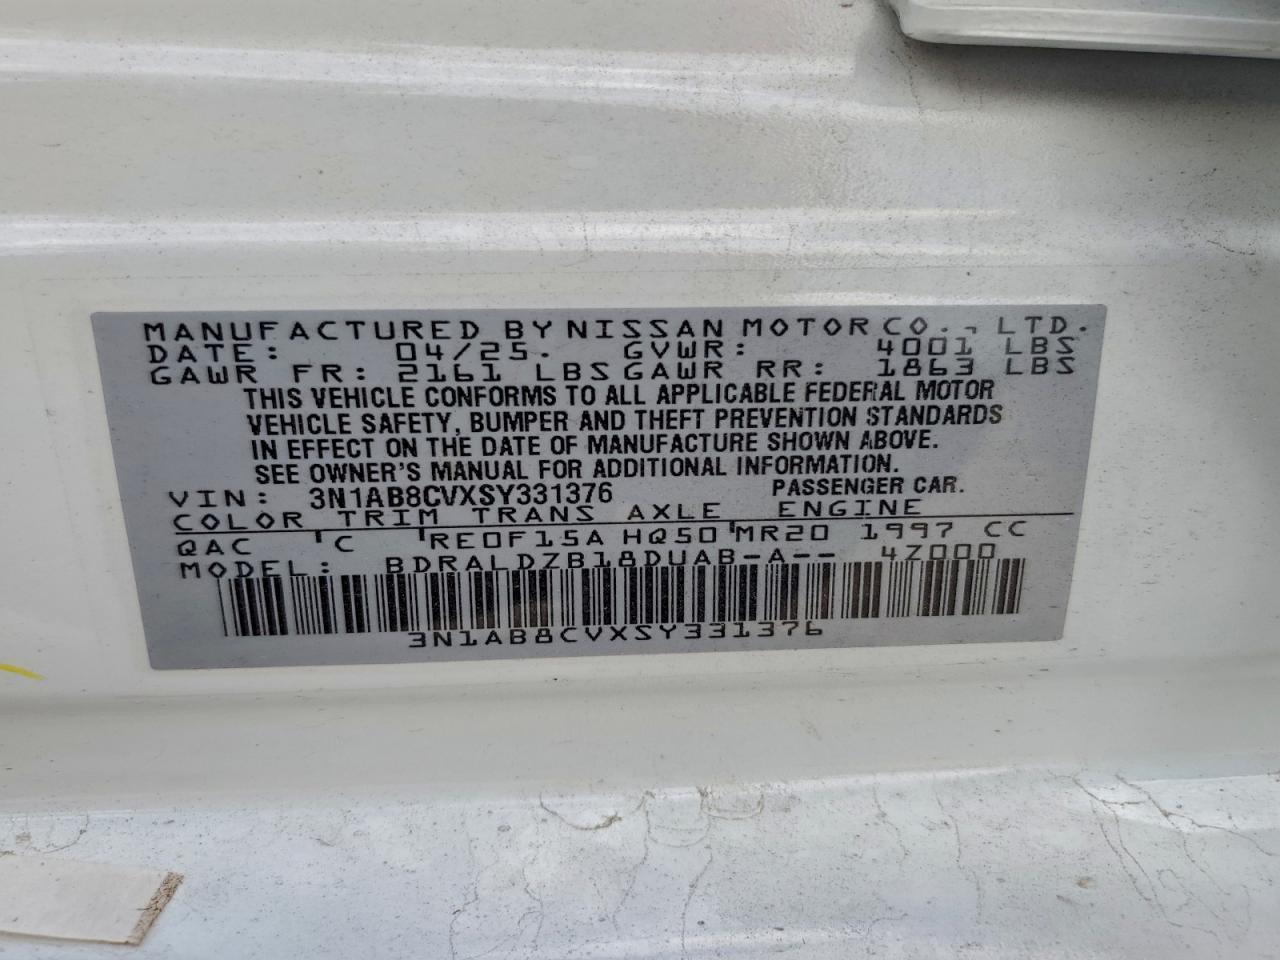 MANUFACTURED BY NISSAN MOTOR CO., LTD.
DATE: 04/25. GVWR: 4001 LBS
GAWR FR: 2161 LBS GAWR RR: 1863 LBS
THIS VEHICLE CONFORMS TO ALL APPLICABLE FEDERAL MOTOR
VEHICLE SAFETY, BUMPER AND THEFT PREVENTION STANDARDS
IN EFFECT ON THE DATE OF MANUFACTURE SHOWN ABOVE.
SEE OWNER'S MANUAL FOR ADDITIONAL INFORMATION.
VIN: 3N1AB8CVXSY331376 PASSENGER CAR.
COLOR TRIM TRANS AXLE ENGINE
QAC 'C 'RE0F15A HQ50'MR20 1997 CC
MODEL: BDRALDZB18DUAB-A-- 4Z000
3N1AB8CVXSY331376